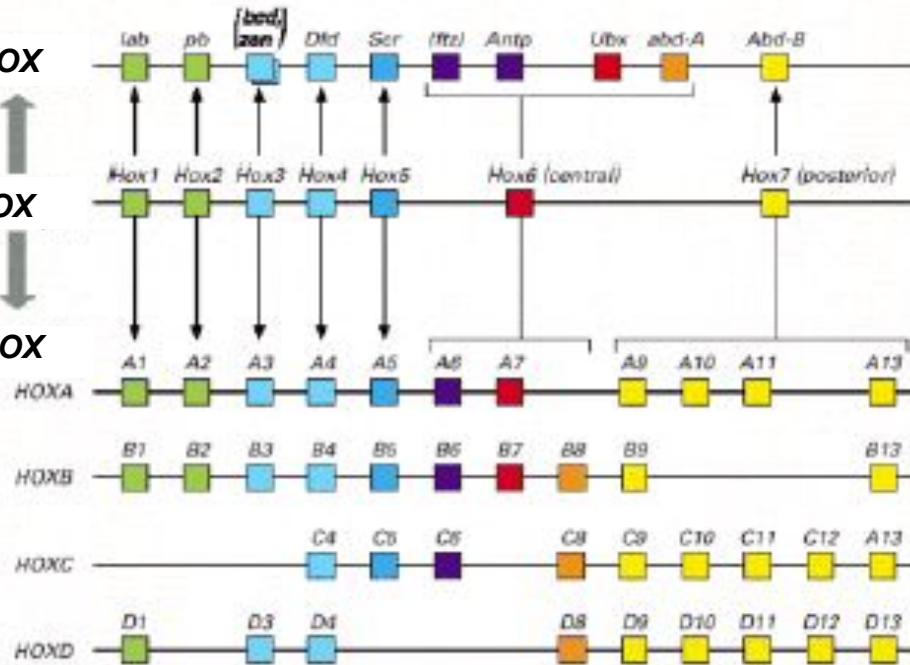 (bcd,
lab pb zen) Dfd Scr (ftz) Antp Ubx abd-A Abd-B
OX
Hox1 Hox2 Hox3 Hox4 Hox5 Hox6 (central) Hox7 (posterior)
OX
OX
A1 A2 A3 A4 A5 A6 A7 A9 A10 A11 A13
HOXA
B1 B2 B3 B4 B5 B6 B7 B8 B9 B13
HOXB
C4 C5 C6 C8 C9 C10 C11 C12 A13
HOXC
D1 D3 D4 D8 D9 D10 D11 D12 D13
HOXD